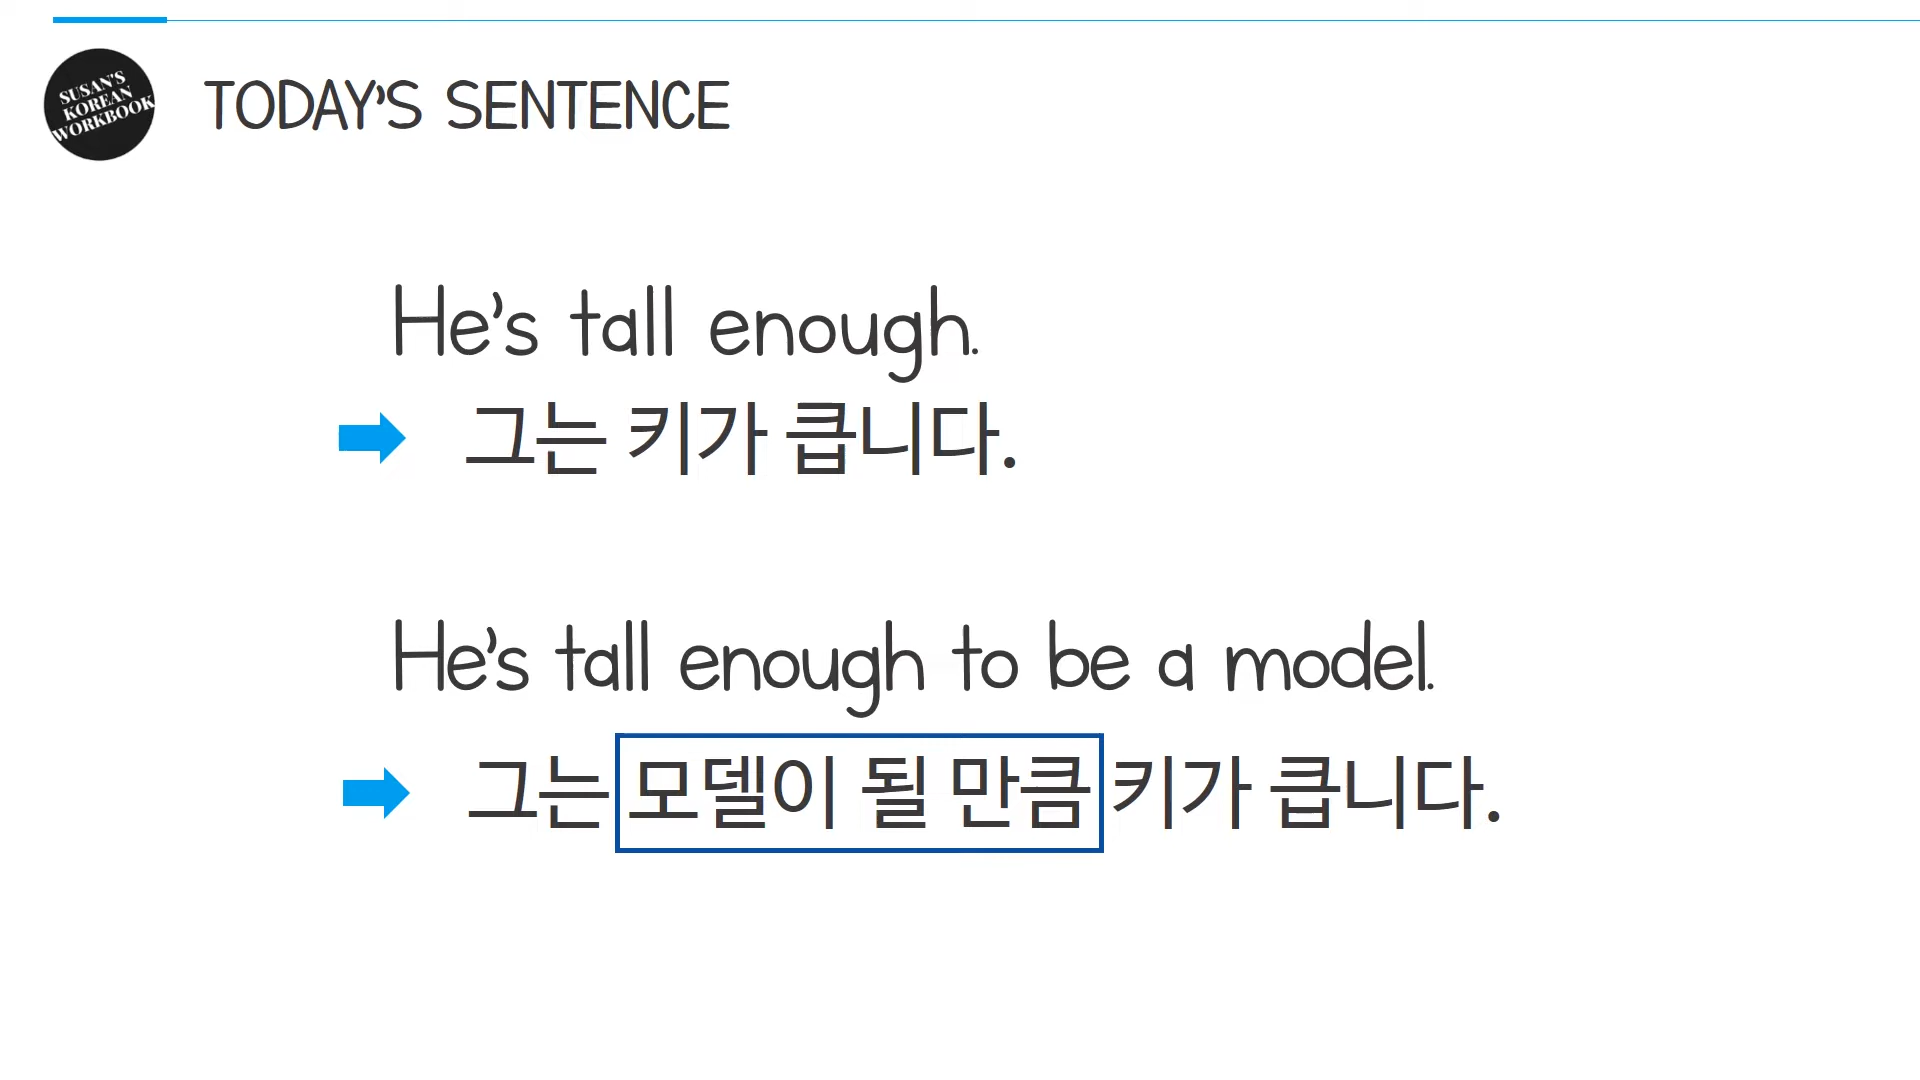 SUSAN'S
KOREAN
WORKBOOK
TODAY'S SENTENCE
He's tall enough.
그는 키가 큽니다.
He's tall enough to be a model.
그는 모델이 될 만큼 키가 큽니다.